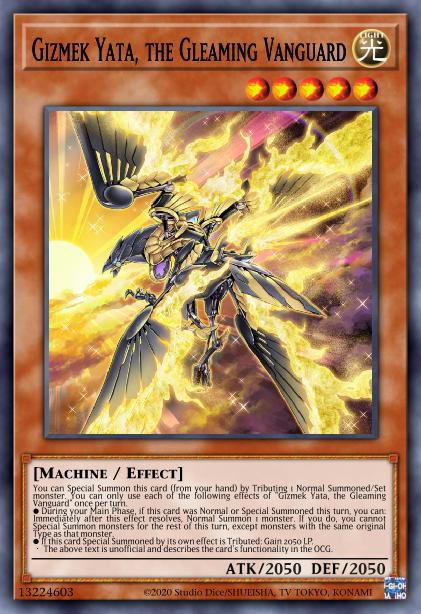 GIZMEK YATA, THE GLEAMING VANGUARD
LIGHT
光
[MACHINE / EFFECT]
You can Special Summon this card (from your hand) by Tributing 1 Normal Summoned/Set
monster. You can only use each of the following effects of "Gizmek Yata, the Gleaming
Vanguard" once per turn.
● During your Main Phase, if this card was Normal or Special Summoned this turn, you can:
Immediately after this effect resolves, Normal Summon 1 monster. If you do, you cannot
Special Summon monsters for the rest of this turn, except monsters with the same original
Type as that monster.
● If this card Special Summoned by its own effect is Tributed: Gain 2050 LP.
· The above text is unofficial and describes the card's functionality in the OCG.
ATK/2050 DEF/2050
13224603
©2020 Studio Dice/SHUEISHA, TV TOKYO, KONAMI